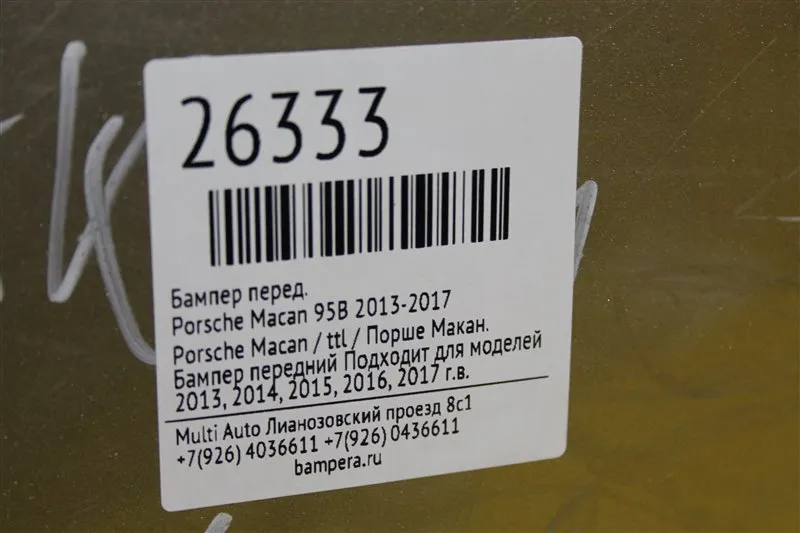 26333
Бампер перед.
Porsche Macan 95B 2013-2017
Porsche Macan / ttl / Порше Макан.
Бампер передний Подходит для моделей
2013, 2014, 2015, 2016, 2017 г.в.
Multi Auto Лианозовский проезд 8с1
+7(926) 4036611 +7(926) 0436611
bampera.ru